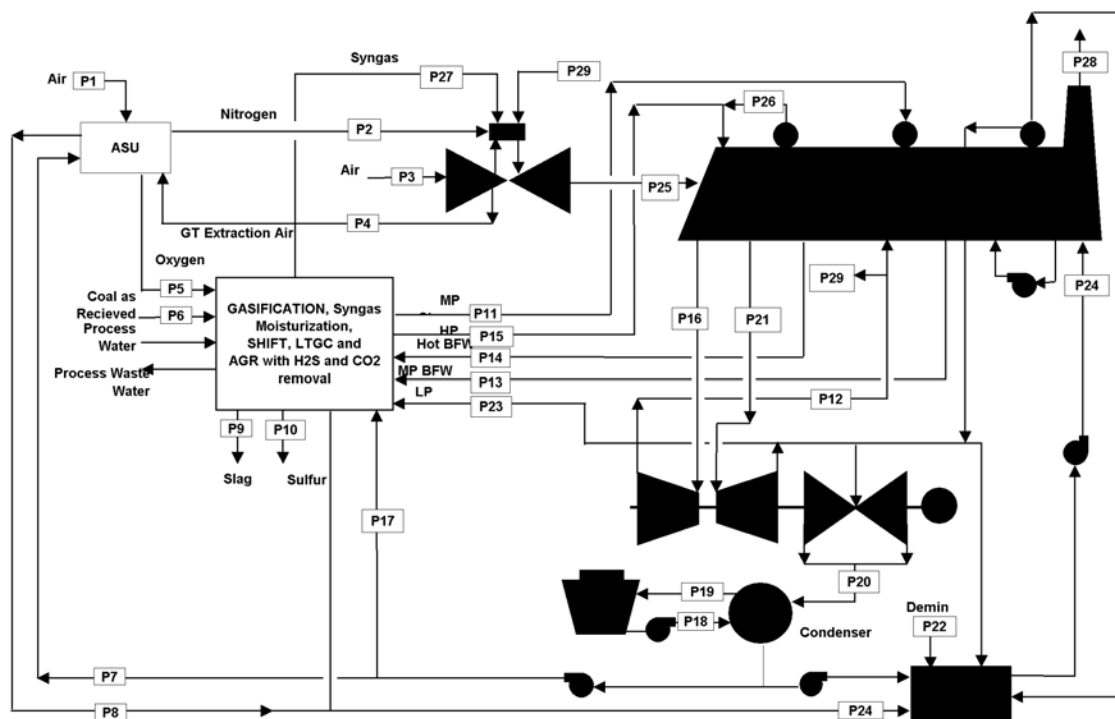 Syngas
P27
P29
P28
Air
P1
P26
Nitrogen
P2
ASU
Air
P3
P25
P4
GT Extraction Air
Oxygen
P5
P29
P24
Coal as
Recieved
P6
Process
Water
Process Waste
Water
GASIFICATION, Syngas
Moisturization,
SHIFT, LTGC and
AGR with H2S and CO2
removal
MP
P11
HP
P15
Hot BFW
P14
MP BFW
P13
LP
P23
P16
P21
P12
P9
P10
Slag
Sulfur
P17
P20
P19
P18
Condenser
Demin
P22
P7
P8
P24